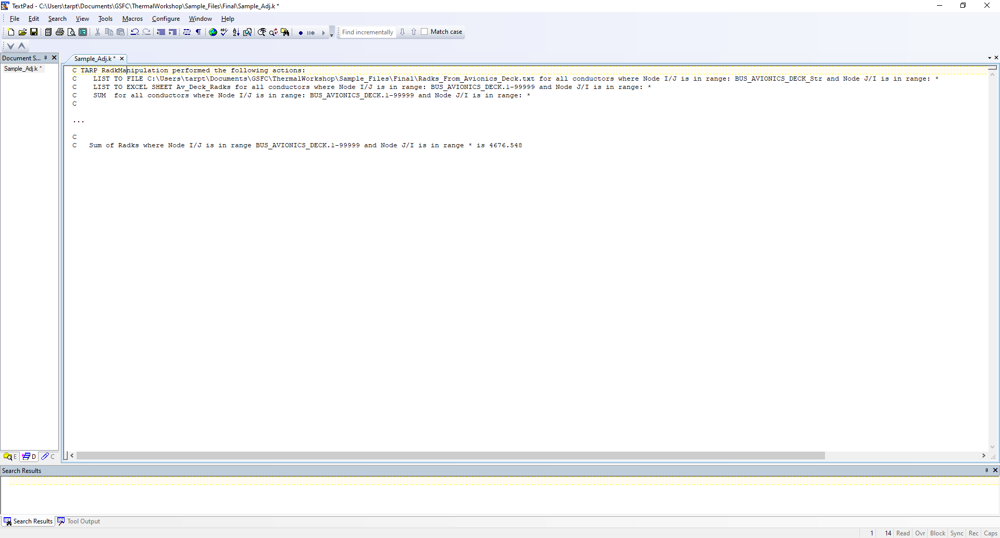 TextPad - C:\Users\tarpt\Documents\GSFC\ThermalWorkshop\Sample_Files\Final\Sample_Adj.k *
File Edit Search View Tools Macros Configure Window Help
Find incrementally Match case
Document S...
Sample_Adj.k *
Sample_Adj.k *
C TARP RadkManipulation performed the following actions:
C    LIST TO FILE C:\Users\tarpt\Documents\GSFC\ThermalWorkshop\Sample_Files\Final\Radks_From_Avionics_Deck.txt for all conductors where Node I/J is in range: BUS_AVIONICS_DECK_Str and Node J/I is in range: *
C    LIST TO EXCEL SHEET Av_Deck_Radks for all conductors where Node I/J is in range: BUS_AVIONICS_DECK.1-99999 and Node J/I is in range: *
C    SUM  for all conductors where Node I/J is in range: BUS_AVIONICS_DECK.1-99999 and Node J/I is in range: *
C
...
C
C   Sum of Radks where Node I/J is in range BUS_AVIONICS_DECK.1-99999 and Node J/I is in range * is 4676.548
E D C
Search Results
Search Results Tool Output
1 14 Read Ovr Block Sync Rec Caps